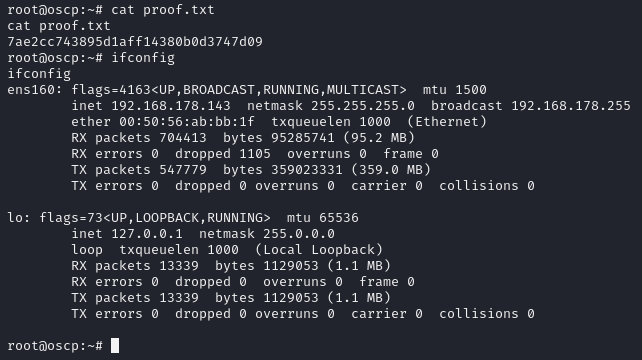 root@oscp:~# cat proof.txt
cat proof.txt
7ae2cc743895d1aff14380b0d3747d09
root@oscp:~# ifconfig
ifconfig
ens160: flags=4163<UP,BROADCAST,RUNNING,MULTICAST>  mtu 1500
        inet 192.168.178.143  netmask 255.255.255.0  broadcast 192.168.178.255
        ether 00:50:56:ab:bb:1f  txqueuelen 1000  (Ethernet)
        RX packets 704413  bytes 95285741 (95.2 MB)
        RX errors 0  dropped 1105  overruns 0  frame 0
        TX packets 547779  bytes 359023331 (359.0 MB)
        TX errors 0  dropped 0 overruns 0  carrier 0  collisions 0

lo: flags=73<UP,LOOPBACK,RUNNING>  mtu 65536
        inet 127.0.0.1  netmask 255.0.0.0
        loop  txqueuelen 1000  (Local Loopback)
        RX packets 13339  bytes 1129053 (1.1 MB)
        RX errors 0  dropped 0  overruns 0  frame 0
        TX packets 13339  bytes 1129053 (1.1 MB)
        TX errors 0  dropped 0 overruns 0  carrier 0  collisions 0

root@oscp:~#